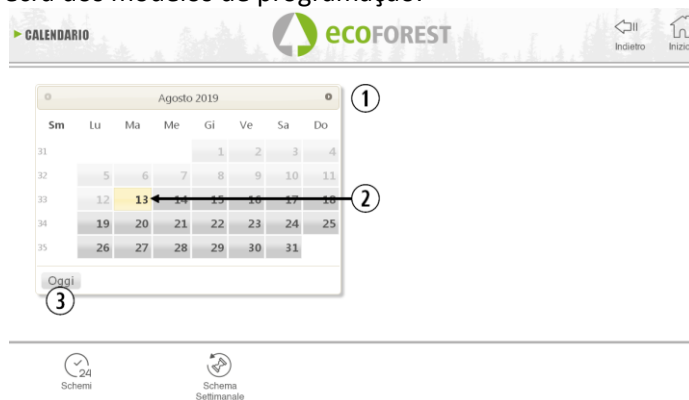 modelos de programação.
► CALENDARIO
ecoFOREST
Indietro
Agosto 2019
1
Sm Lu Ma Me Gi Ve Sa Do
31 1 2 3 4
32 5 6 7 8 9 10 11
33 12 13 14 15 16 17 18
2
34 19 20 21 22 23 24 25
35 26 27 28 29 30 31
Oggi
3
24
Schemi
Schema
Settimanale